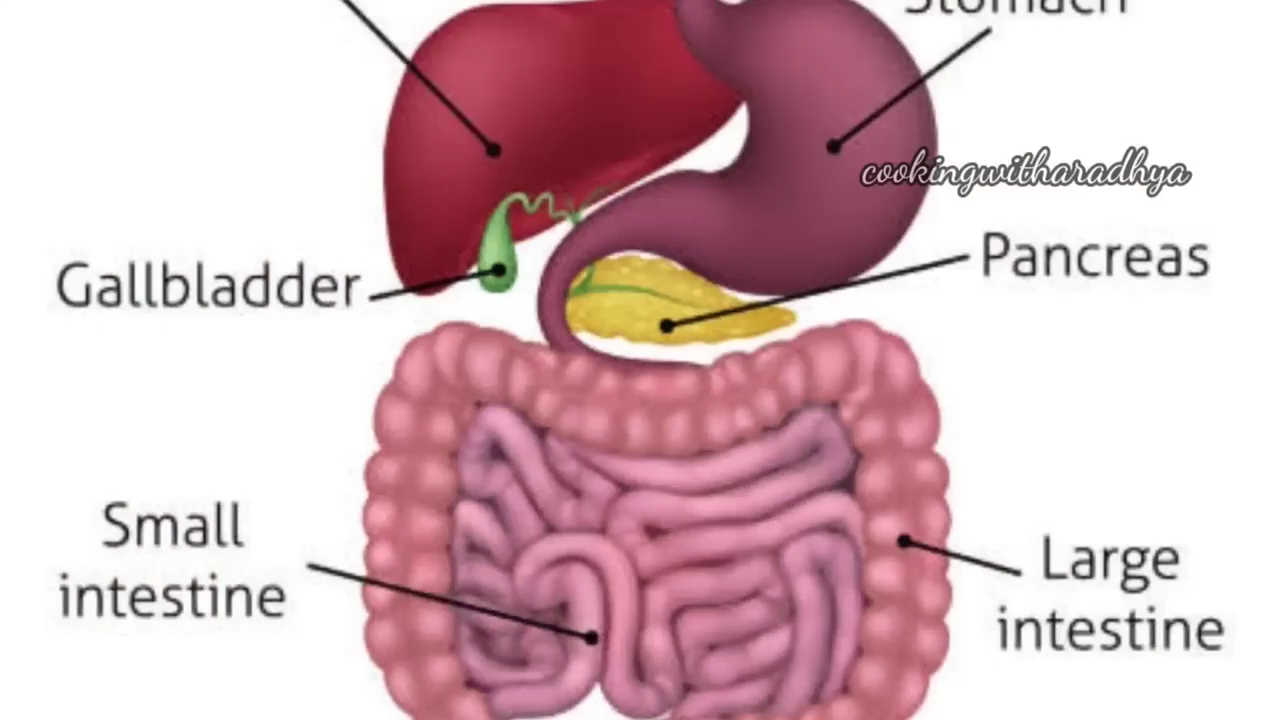 Stomach
cookingwitharadhya
Pancreas
Gallbladder
Small
intestine
Large
intestine